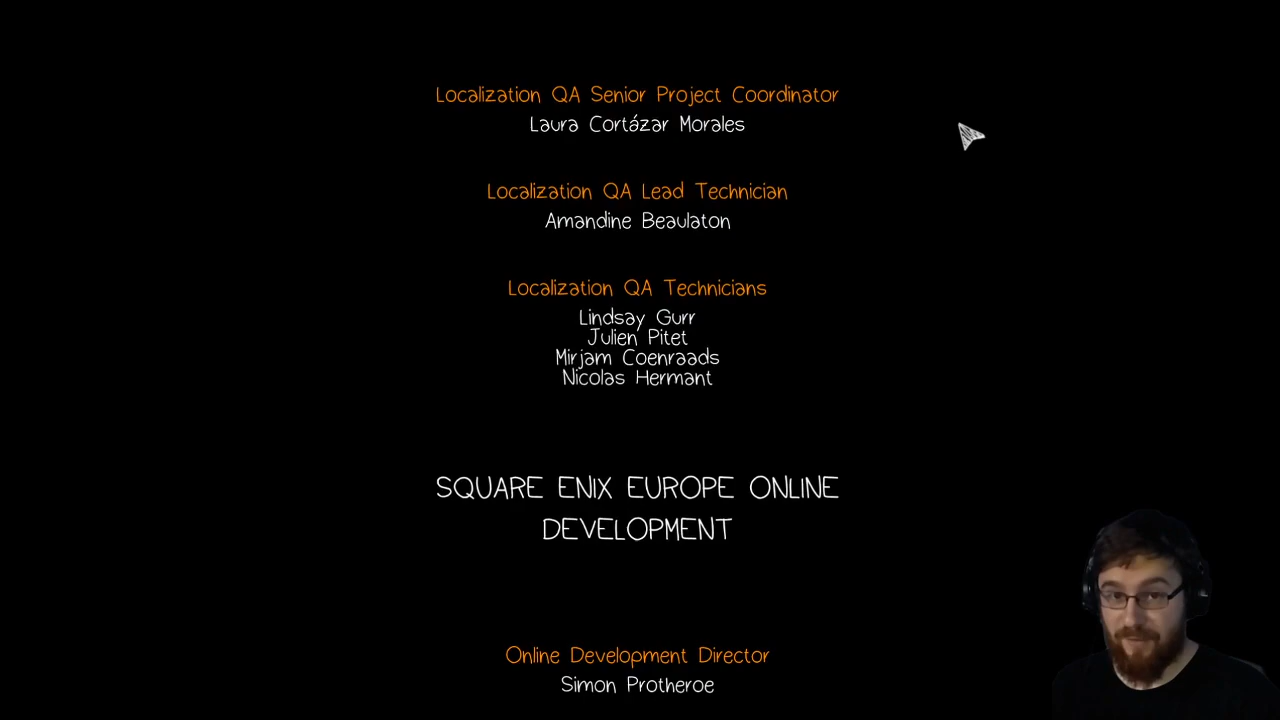 Localization QA Senior Project Coordinator
Laura Cortázar Morales
Localization QA Lead Technician
Amandine Beaulaton
Localization QA Technicians
Lindsay Gurr
Julien Pitet
Mirjam Coenraads
Nicolas Hermant
SQUARE ENIX EUROPE ONLINE
DEVELOPMENT
Online Development Director
Simon Protheroe